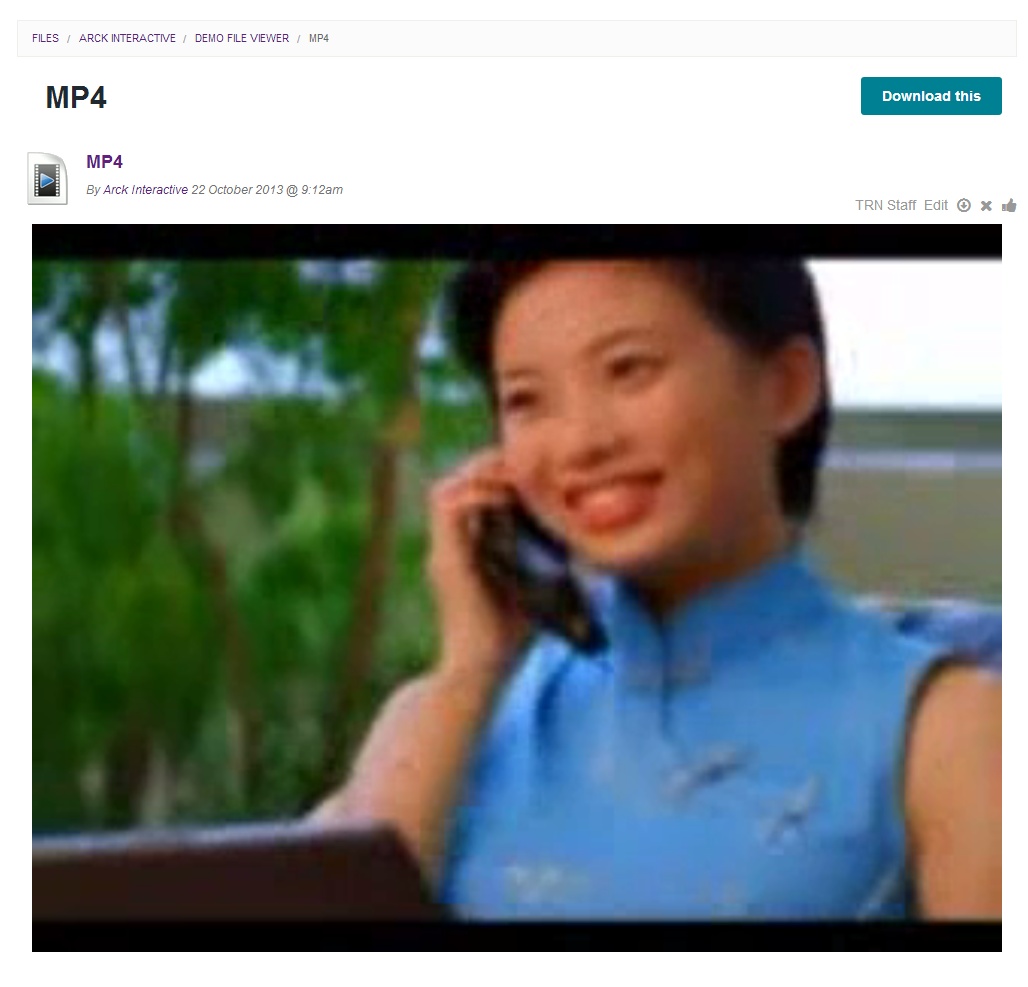 FILES / ARCK INTERACTIVE / DEMO FILE VIEWER / MP4
MP4
Download this
MP4
By Arck Interactive 22 October 2013 @ 9:12am
TRN Staff Edit